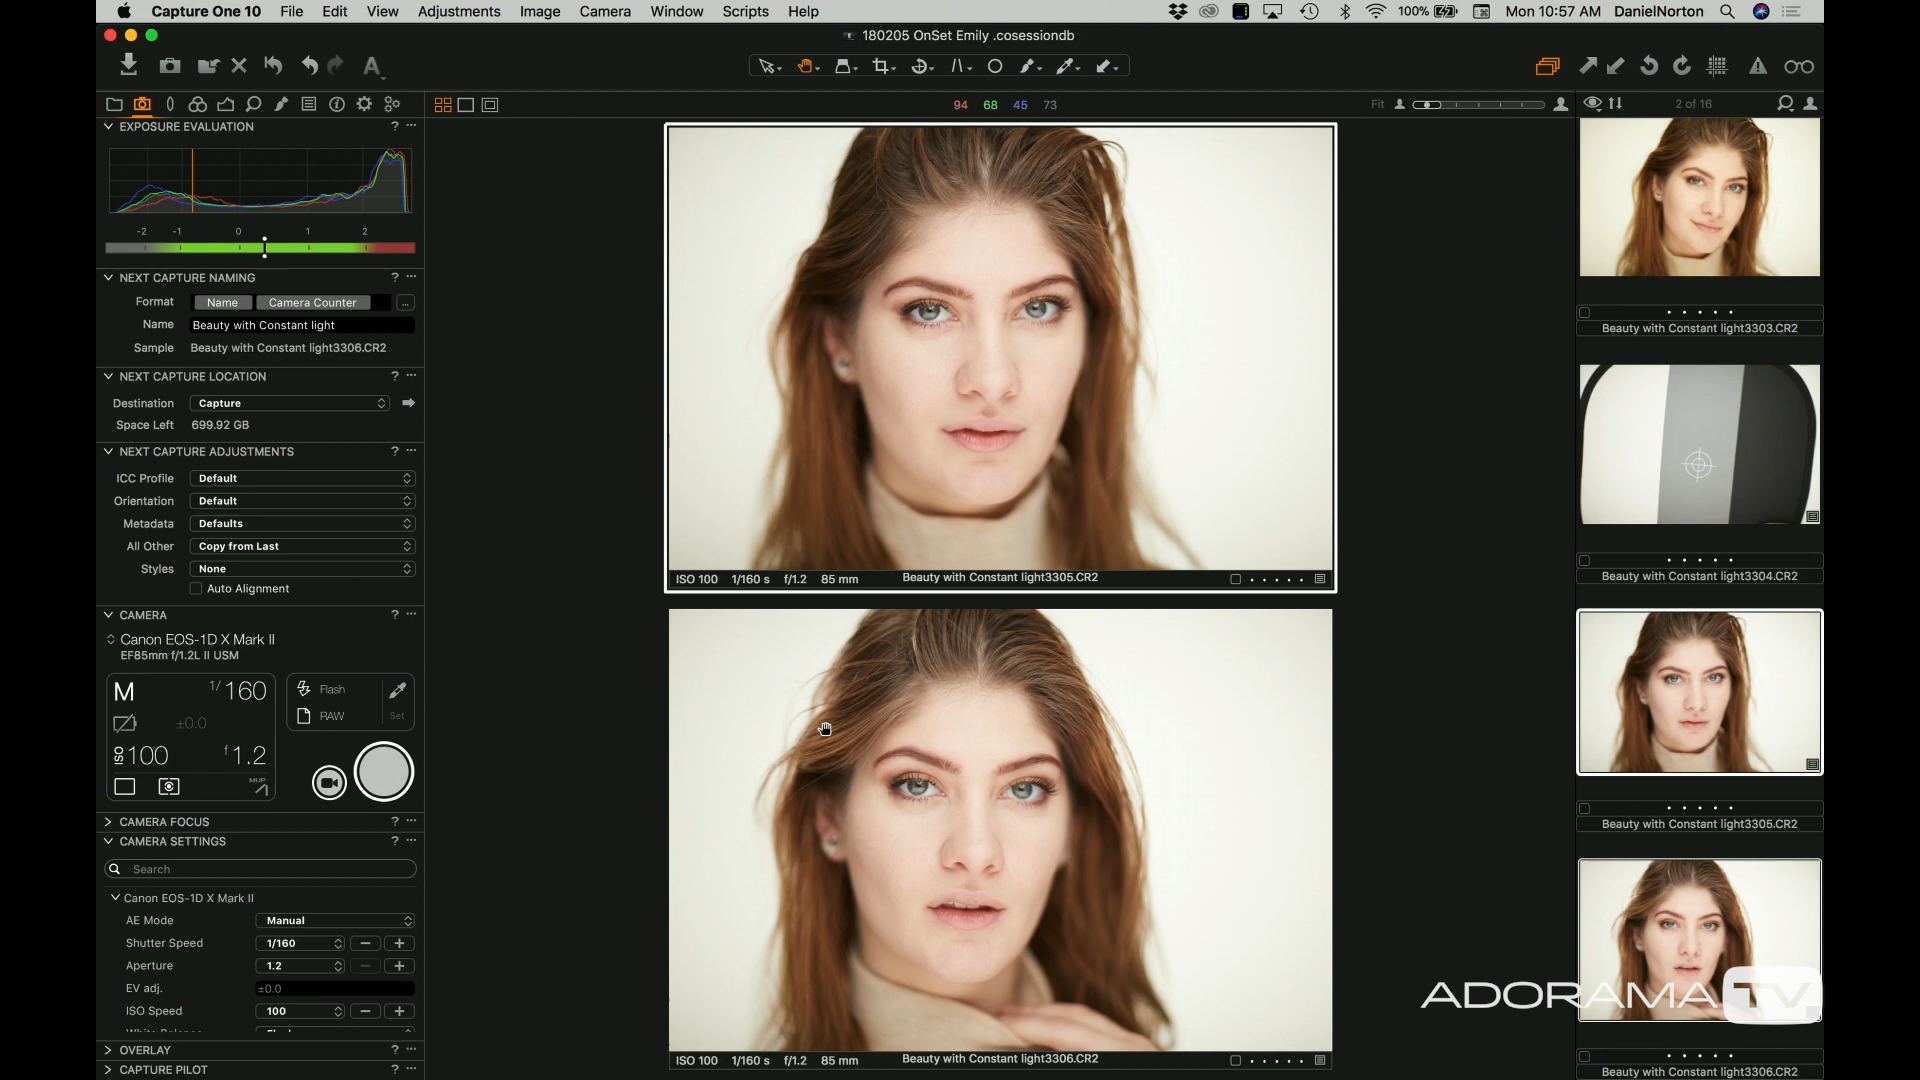 Capture One 10 File Edit View Adjustments Image Camera Window Scripts Help 100% Mon 10:57 AM DanielNorton
180205 OnSet Emily .cosessiondb
A
94 68 45 73 Fit 2 of 16
EXPOSURE EVALUATION ? ...
-2 -1 0 1 2
NEXT CAPTURE NAMING ? ...
Format Name Camera Counter ...
Name Beauty with Constant light
Sample Beauty with Constant light3306.CR2
NEXT CAPTURE LOCATION ? ...
Destination Capture
Space Left 699.92 GB
NEXT CAPTURE ADJUSTMENTS ? ...
ICC Profile Default
Orientation Default
Metadata Defaults
All Other Copy from Last
Styles None
Auto Alignment
CAMERA ? ...
Canon EOS-1D X Mark II
EF85mm f/1.2L II USM
M 1/160 Flash
±0.0 RAW Set
ISO 100 f 1.2
MUP
CAMERA FOCUS ? ...
CAMERA SETTINGS ? ...
Search
Canon EOS-1D X Mark II
AE Mode Manual
Shutter Speed 1/160 − +
Aperture 1.2 − +
EV adj. ±0.0
ISO Speed 100 − +
OVERLAY ? ...
CAPTURE PILOT ? ...
ISO 100 1/160 s f/1.2 85 mm Beauty with Constant light3305.CR2
ISO 100 1/160 s f/1.2 85 mm Beauty with Constant light3306.CR2
Beauty with Constant light3303.CR2
Beauty with Constant light3304.CR2
Beauty with Constant light3305.CR2
ADORAMA TV
Beauty with Constant light3306.CR2